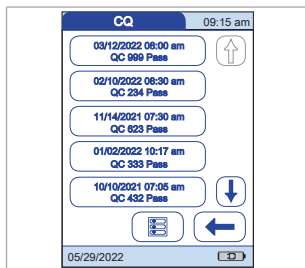 CQ 09:15 am
03/12/2022 08:00 am
QC 999 Pass
02/10/2022 08:30 am
QC 234 Pass
11/14/2021 07:30 am
QC 623 Pass
01/02/2022 10:17 am
QC 333 Pass
10/10/2021 07:05 am
QC 432 Pass
05/29/2022